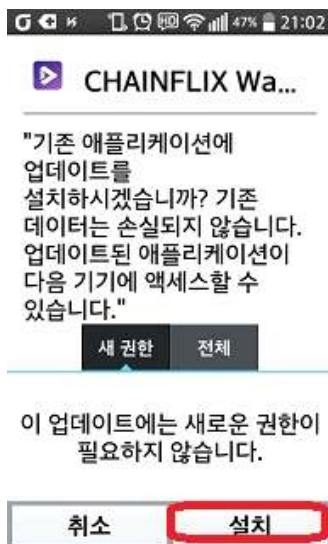 47% 21:02
CHAINFLIX Wa...
"기존 애플리케이션에
업데이트를
설치하시겠습니까? 기존
데이터는 손실되지 않습니다.
업데이트된 애플리케이션이
다음 기기에 액세스할 수
있습니다."
새 권한 전체
이 업데이트에는 새로운 권한이
필요하지 않습니다.
취소 설치